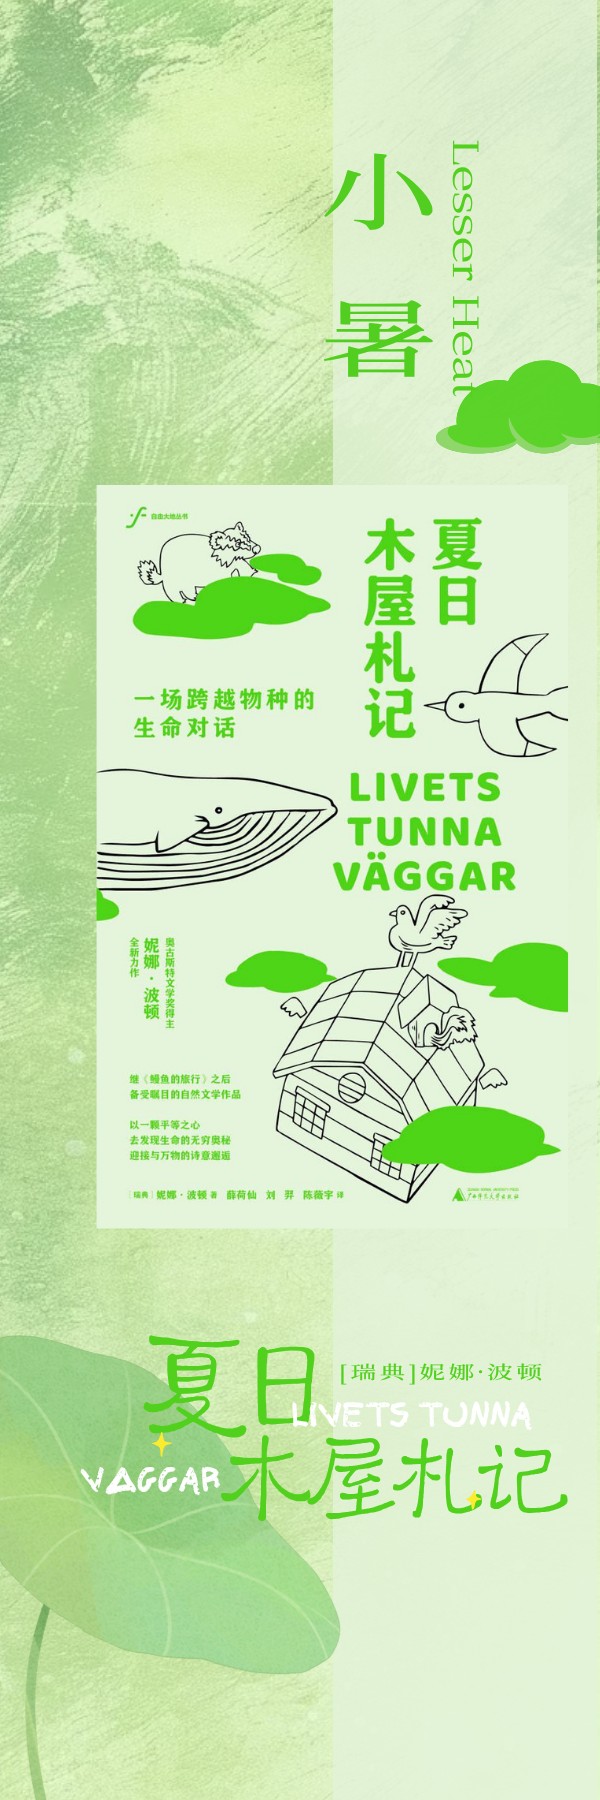 小暑
Lesser Heat
自由大地丛书
夏日
木屋札记
一场跨越物种的
生命对话
LIVETS
TUNNA
VÄGGAR
奥古斯特文学奖得主
妮娜·波顿
全新力作
继《鳗鱼的旅行》之后
备受瞩目的自然文学作品
以一颗平等之心
去发现生命的无穷奥秘
迎接与万物的诗意邂逅
[瑞典]妮娜·波顿 著 薛荷仙 刘 羿 陈薇宇 译
广西师范大学出版社
夏日
[瑞典]妮娜·波顿
LIVETS TUNNA
VAGGAR
木屋札记